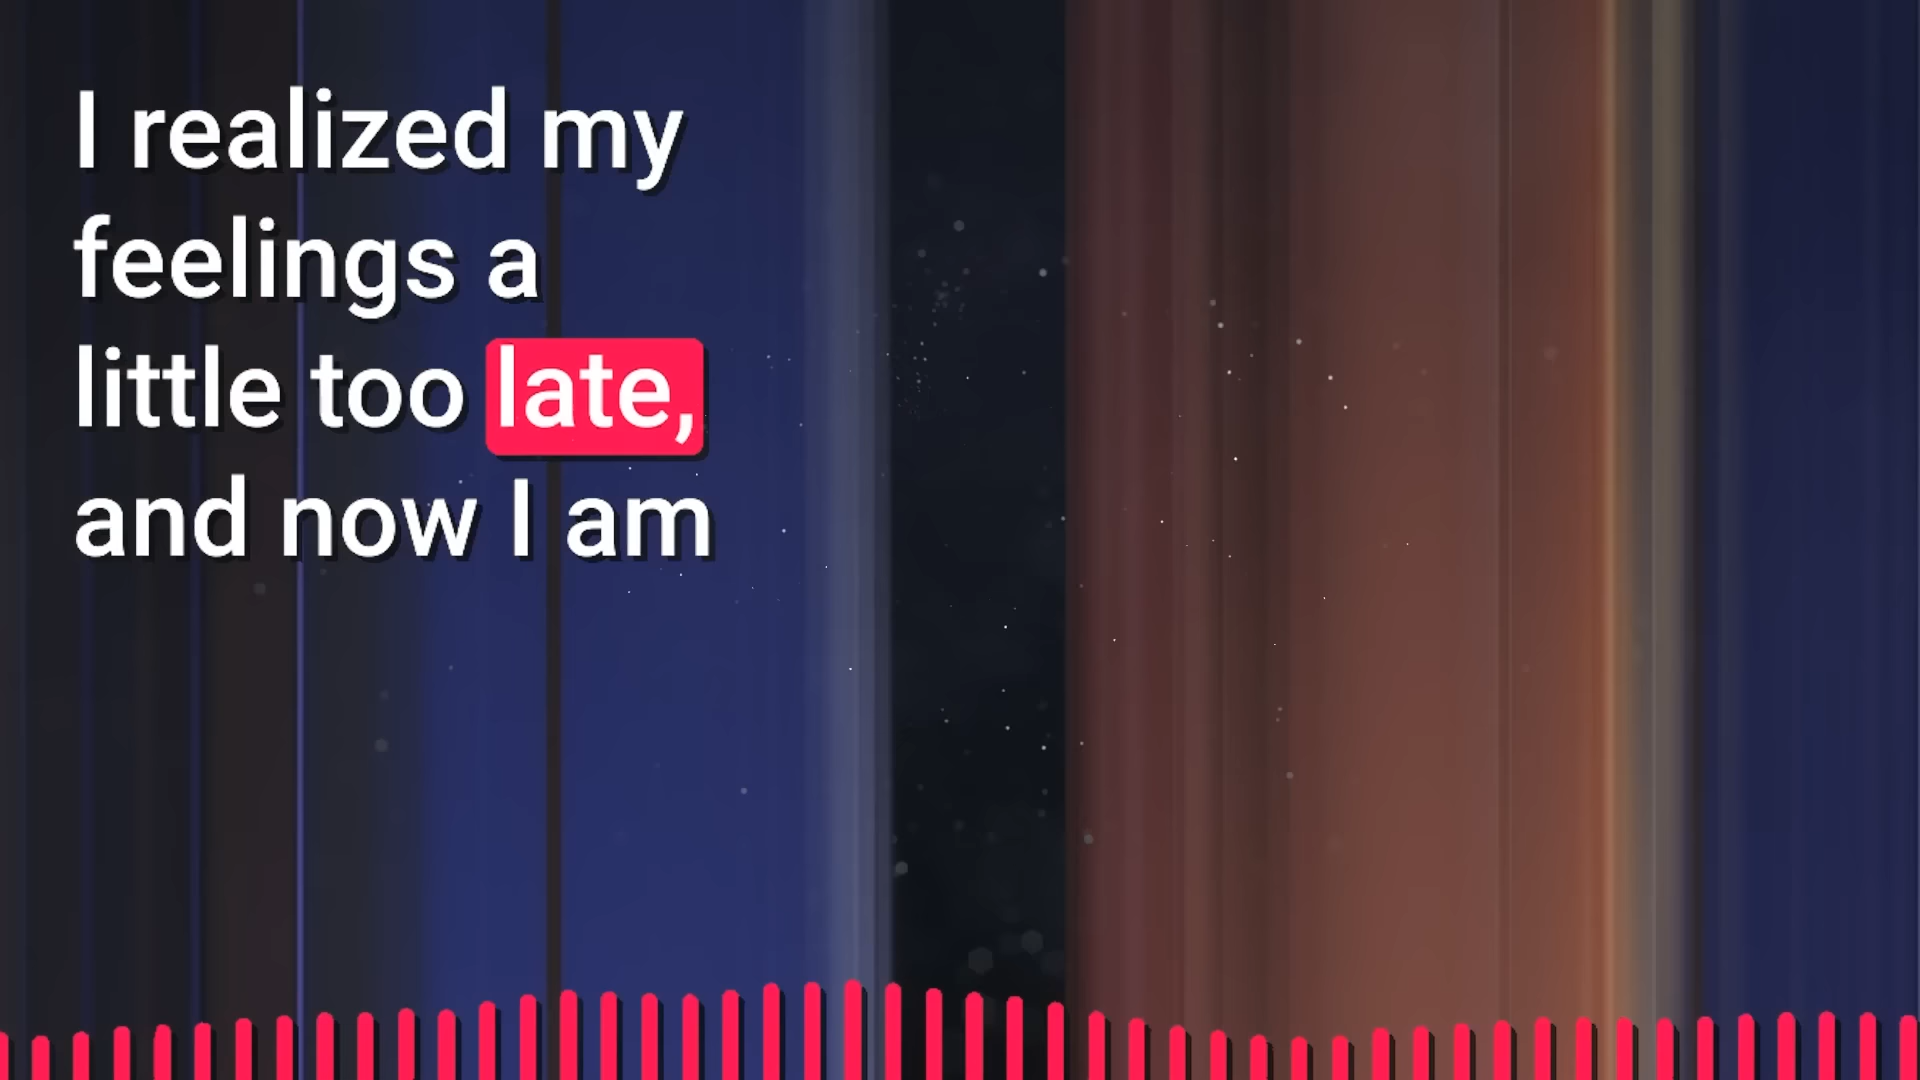 I realized my
feelings a
little too late,
and now I am